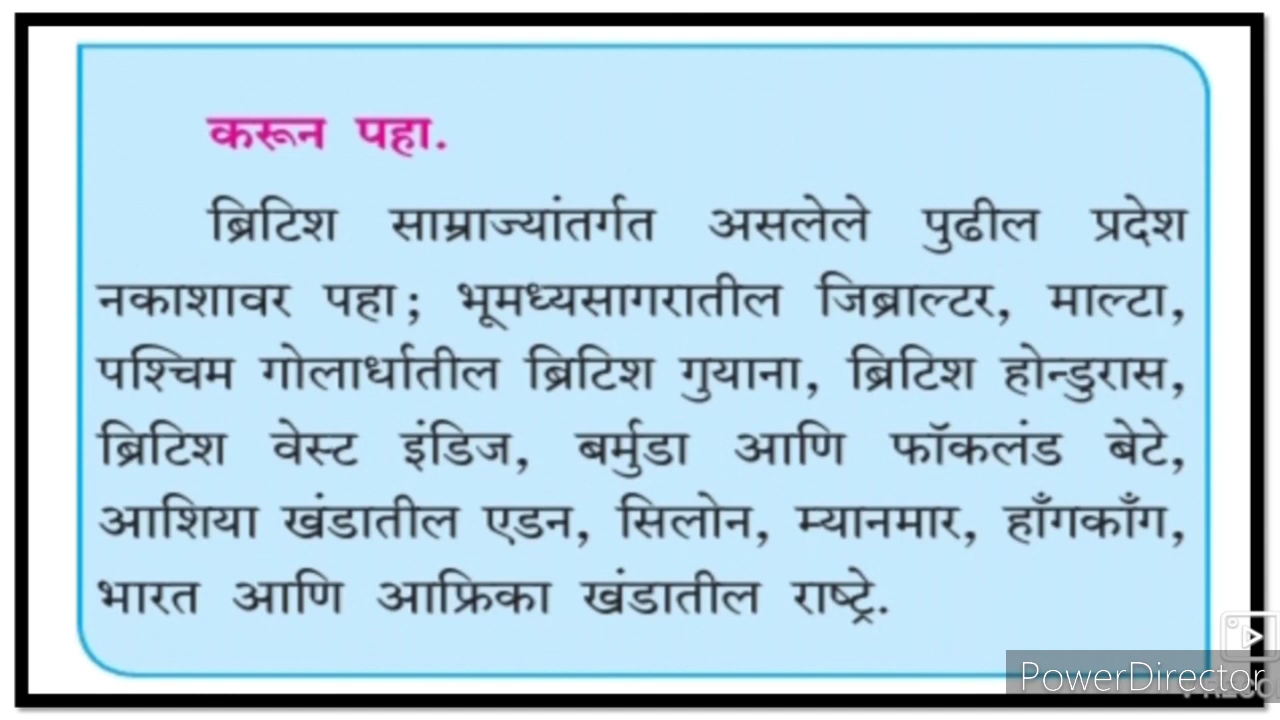 करून पहा.
ब्रिटिश साम्राज्यांतर्गत असलेले पुढील प्रदेश
नकाशावर पहा; भूमध्यसागरातील जिब्राल्टर, माल्टा,
पश्चिम गोलार्धातील ब्रिटिश गुयाना, ब्रिटिश होन्डुरास,
ब्रिटिश वेस्ट इंडिज, बर्मुडा आणि फॉकलंड बेटे,
आशिया खंडातील एडन, सिलोन, म्यानमार, हाँगकाँग,
भारत आणि आफ्रिका खंडातील राष्ट्रे.
PowerDirector